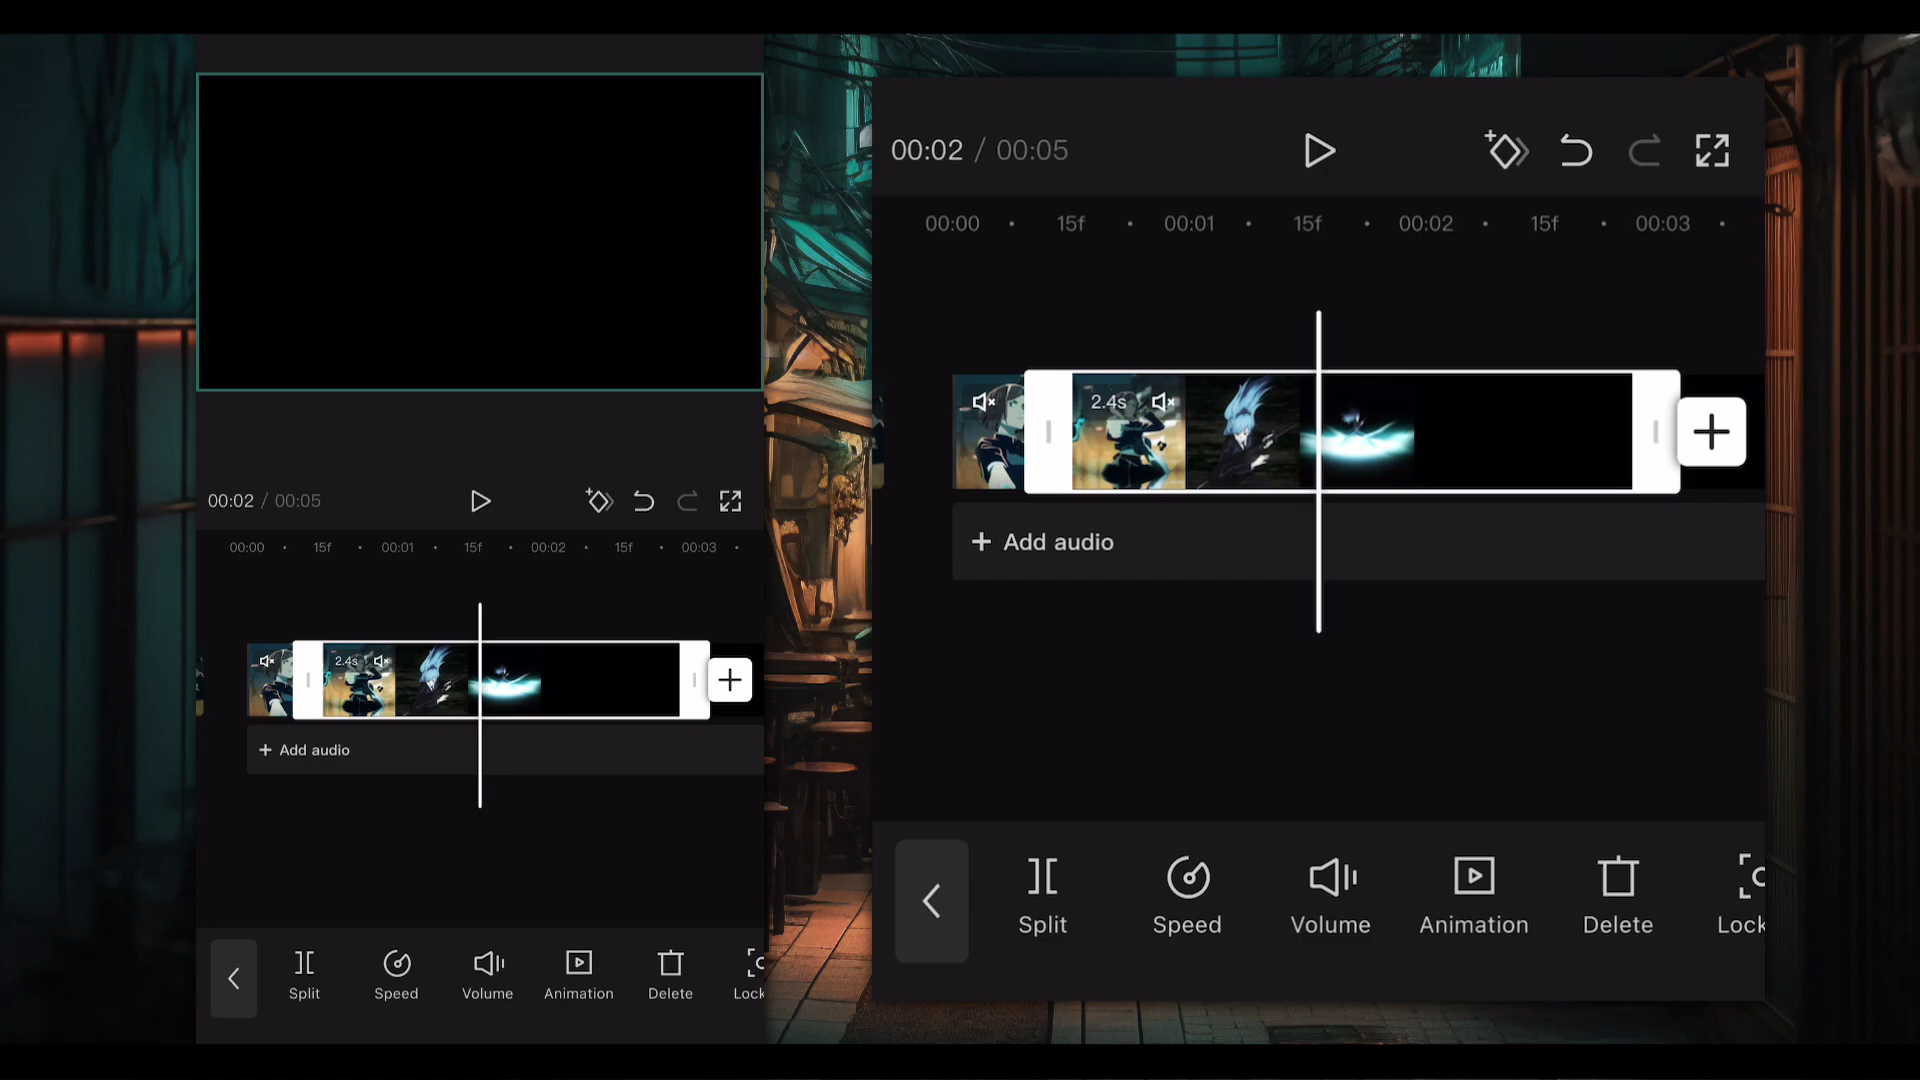 00:02 / 00:05
00:00 · 15f · 00:01 · 15f · 00:02 · 15f · 00:03 ·
2.4s
+ Add audio
Split Speed Volume Animation Delete Lock
00:02 / 00:05
00:00 · 15f · 00:01 · 15f · 00:02 · 15f · 00:03 ·
2.4s
+ Add audio
Split Speed Volume Animation Delete Lock